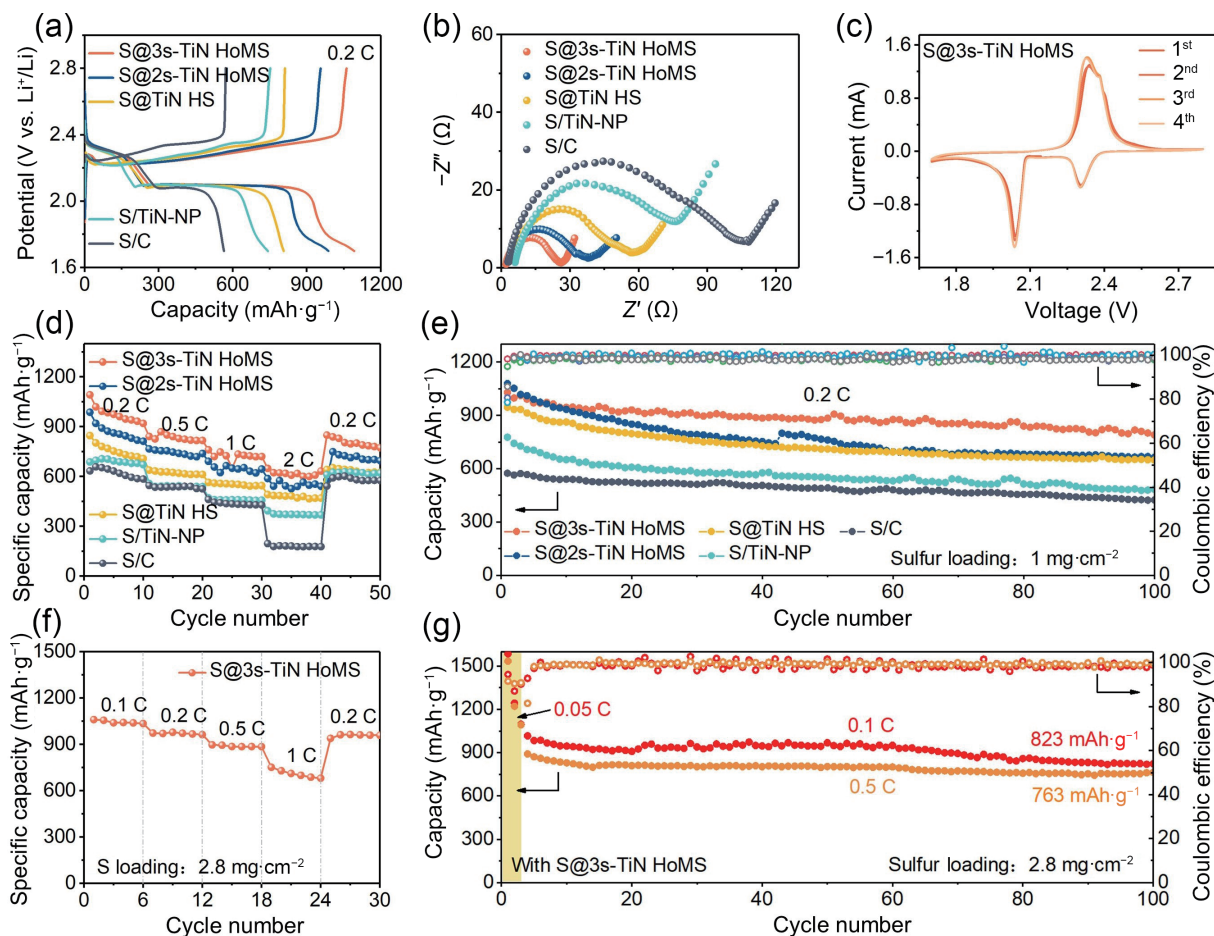 (a)
S@3s-TiN HoMS
S@2s-TiN HoMS
S@TiN HS
0.2 C
S/TiN-NP
S/C
Potential (V vs. Li⁺/Li)
2.8
2.4
2.0
1.6
0
300
600
900
1200
Capacity (mAh·g⁻¹)
(b)
S@3s-TiN HoMS
S@2s-TiN HoMS
S@TiN HS
S/TiN-NP
S/C
−Z″ (Ω)
60
40
20
0
0
30
60
90
120
Z′ (Ω)
(c)
S@3s-TiN HoMS
1st
2nd
3rd
4th
Current (mA)
1.6
0.8
0.0
−0.8
−1.6
1.8
2.1
2.4
2.7
Voltage (V)
(d)
S@3s-TiN HoMS
S@2s-TiN HoMS
0.2 C
0.5 C
1 C
2 C
0.2 C
S@TiN HS
S/TiN-NP
S/C
Specific capacity (mAh·g⁻¹)
1200
900
600
300
0
0
10
20
30
40
50
Cycle number
(e)
0.2 C
S@3s-TiN HoMS
S@TiN HS
S/C
S@2s-TiN HoMS
S/TiN-NP
Sulfur loading：1 mg·cm⁻²
Capacity (mAh·g⁻¹)
1200
900
600
300
0
Coulombic efficiency (%)
100
80
60
40
20
0
0
20
40
60
80
100
Cycle number
(f)
S@3s-TiN HoMS
0.1 C
0.2 C
0.5 C
1 C
0.2 C
S loading：2.8 mg·cm⁻²
Specific capacity (mAh·g⁻¹)
1500
1200
900
600
300
0
0
6
12
18
24
30
Cycle number
(g)
0.05 C
0.1 C
823 mAh·g⁻¹
0.5 C
763 mAh·g⁻¹
With S@3s-TiN HoMS
Sulfur loading：2.8 mg·cm⁻²
Capacity (mAh·g⁻¹)
1500
1200
900
600
300
0
Coulombic efficiency (%)
100
80
60
40
20
0
0
20
40
60
80
100
Cycle number